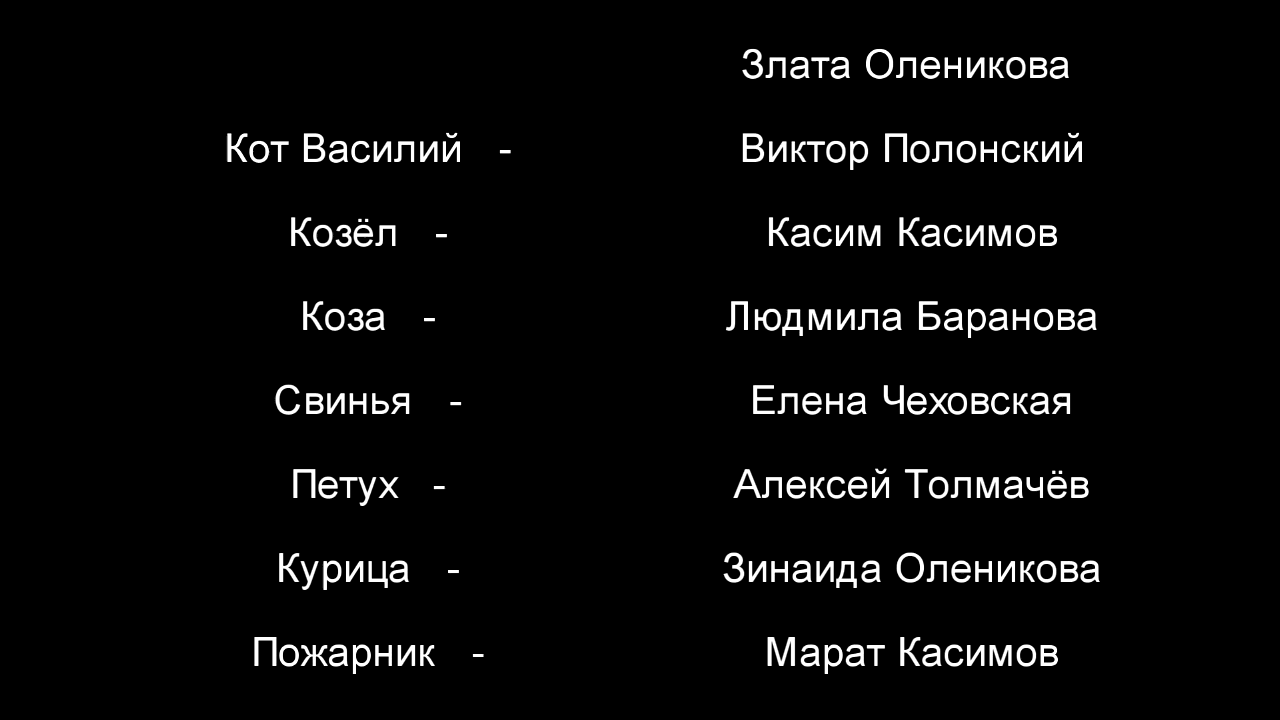 Злата Оленикова
Кот Василий - Виктор Полонский
Козёл - Касим Касимов
Коза - Людмила Баранова
Свинья - Елена Чеховская
Петух - Алексей Толмачёв
Курица - Зинаида Оленикова
Пожарник - Марат Касимов